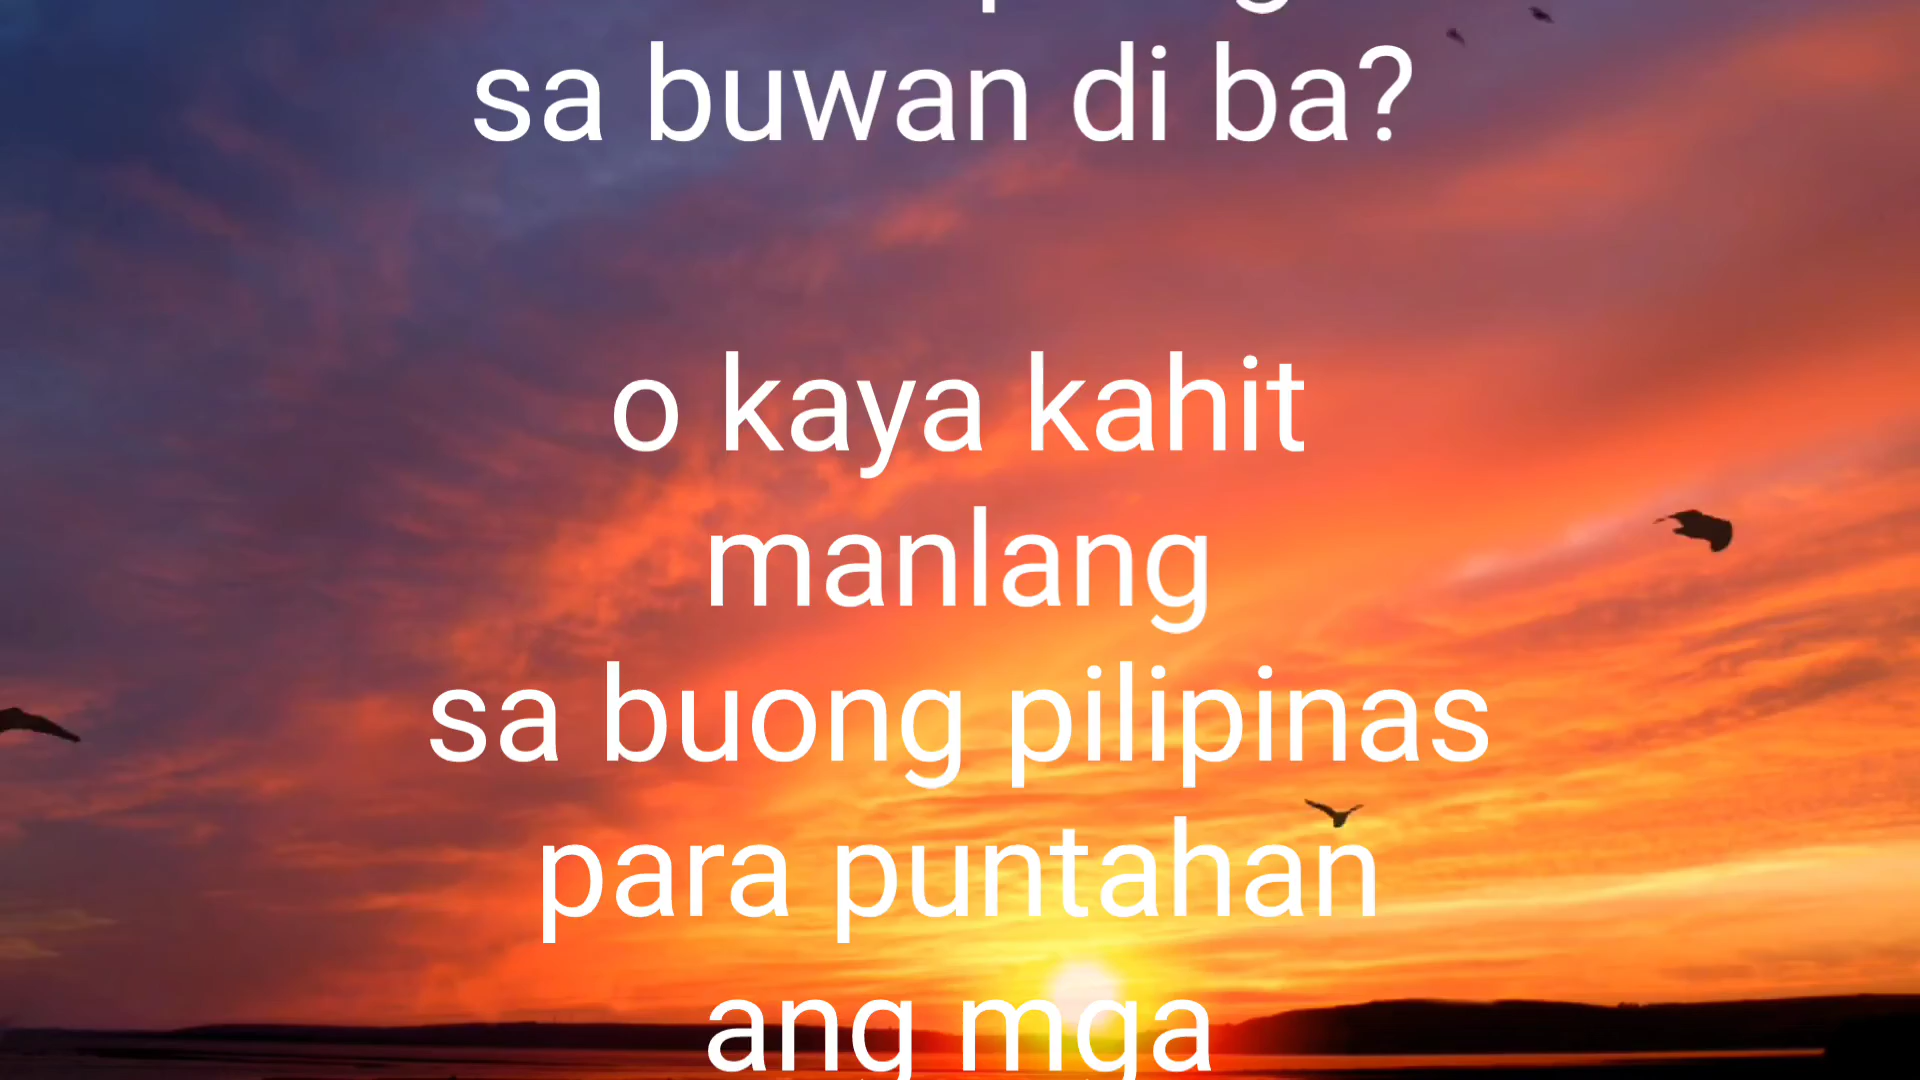 sa buwan di ba?
o kaya kahit
manlang
sa buong pilipinas
para puntahan
ang mga